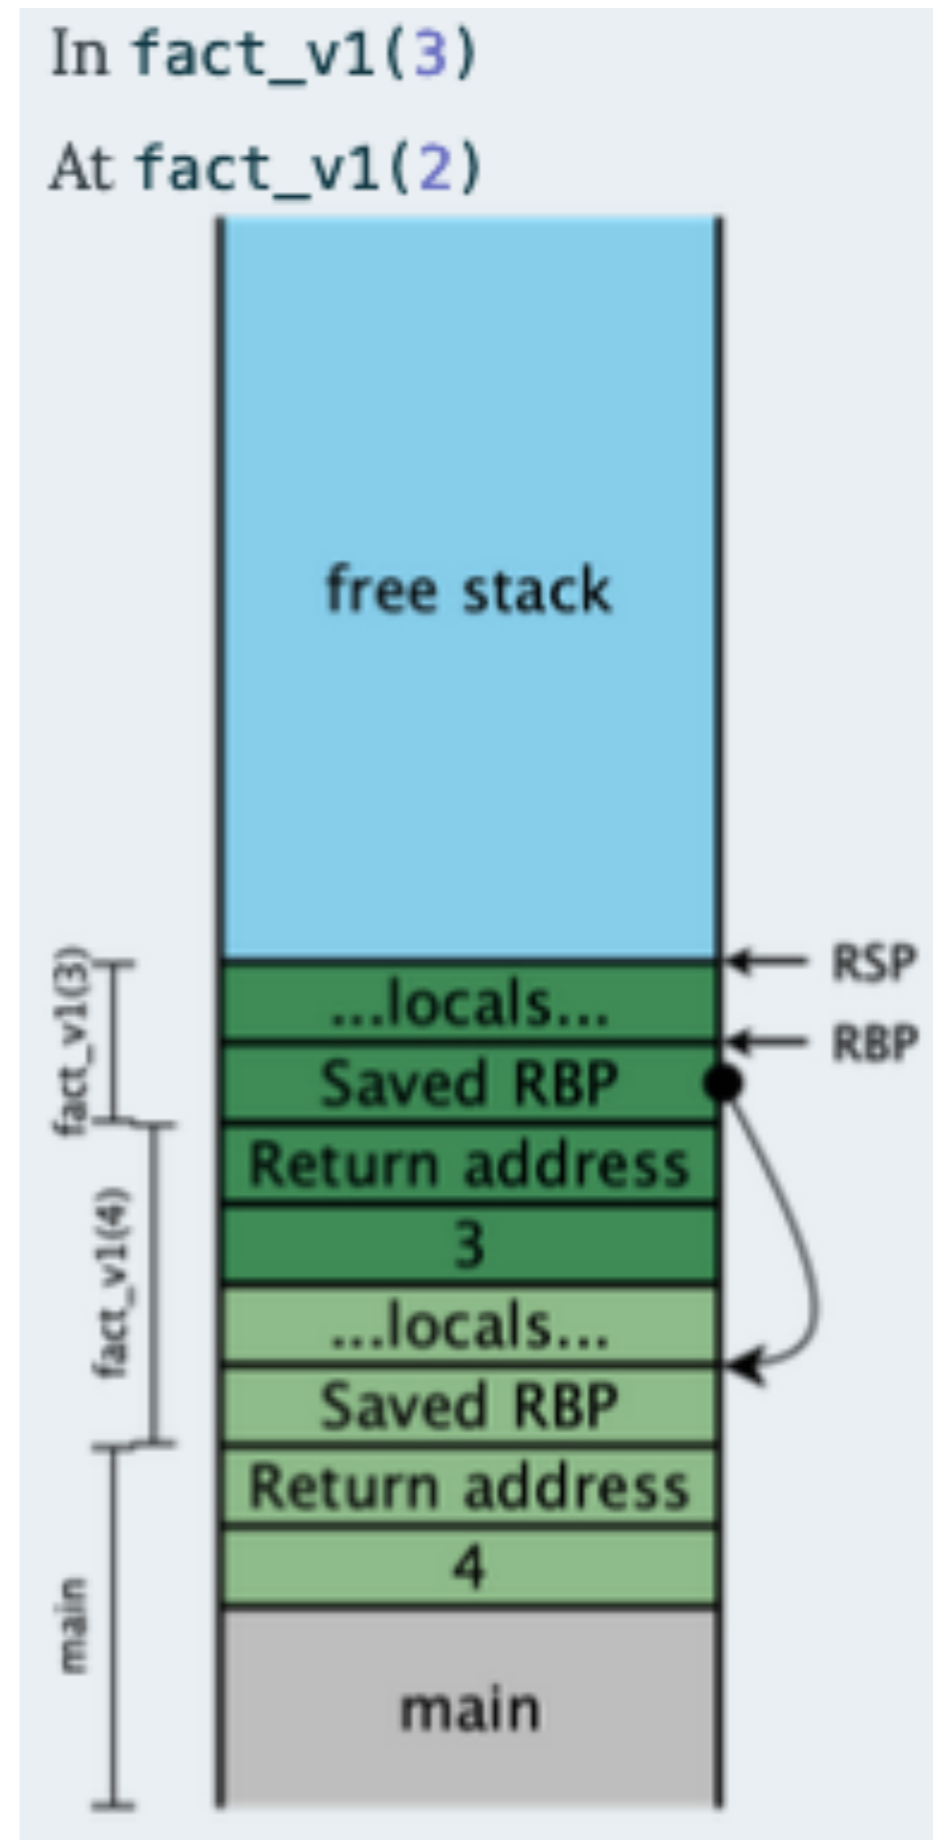 In fact_v1(3)
At fact_v1(2)
free stack
RSP
fact_v1(3)
...locals...
RBP
Saved RBP
Return address
fact_v1(4)
3
...locals...
Saved RBP
Return address
4
main
main